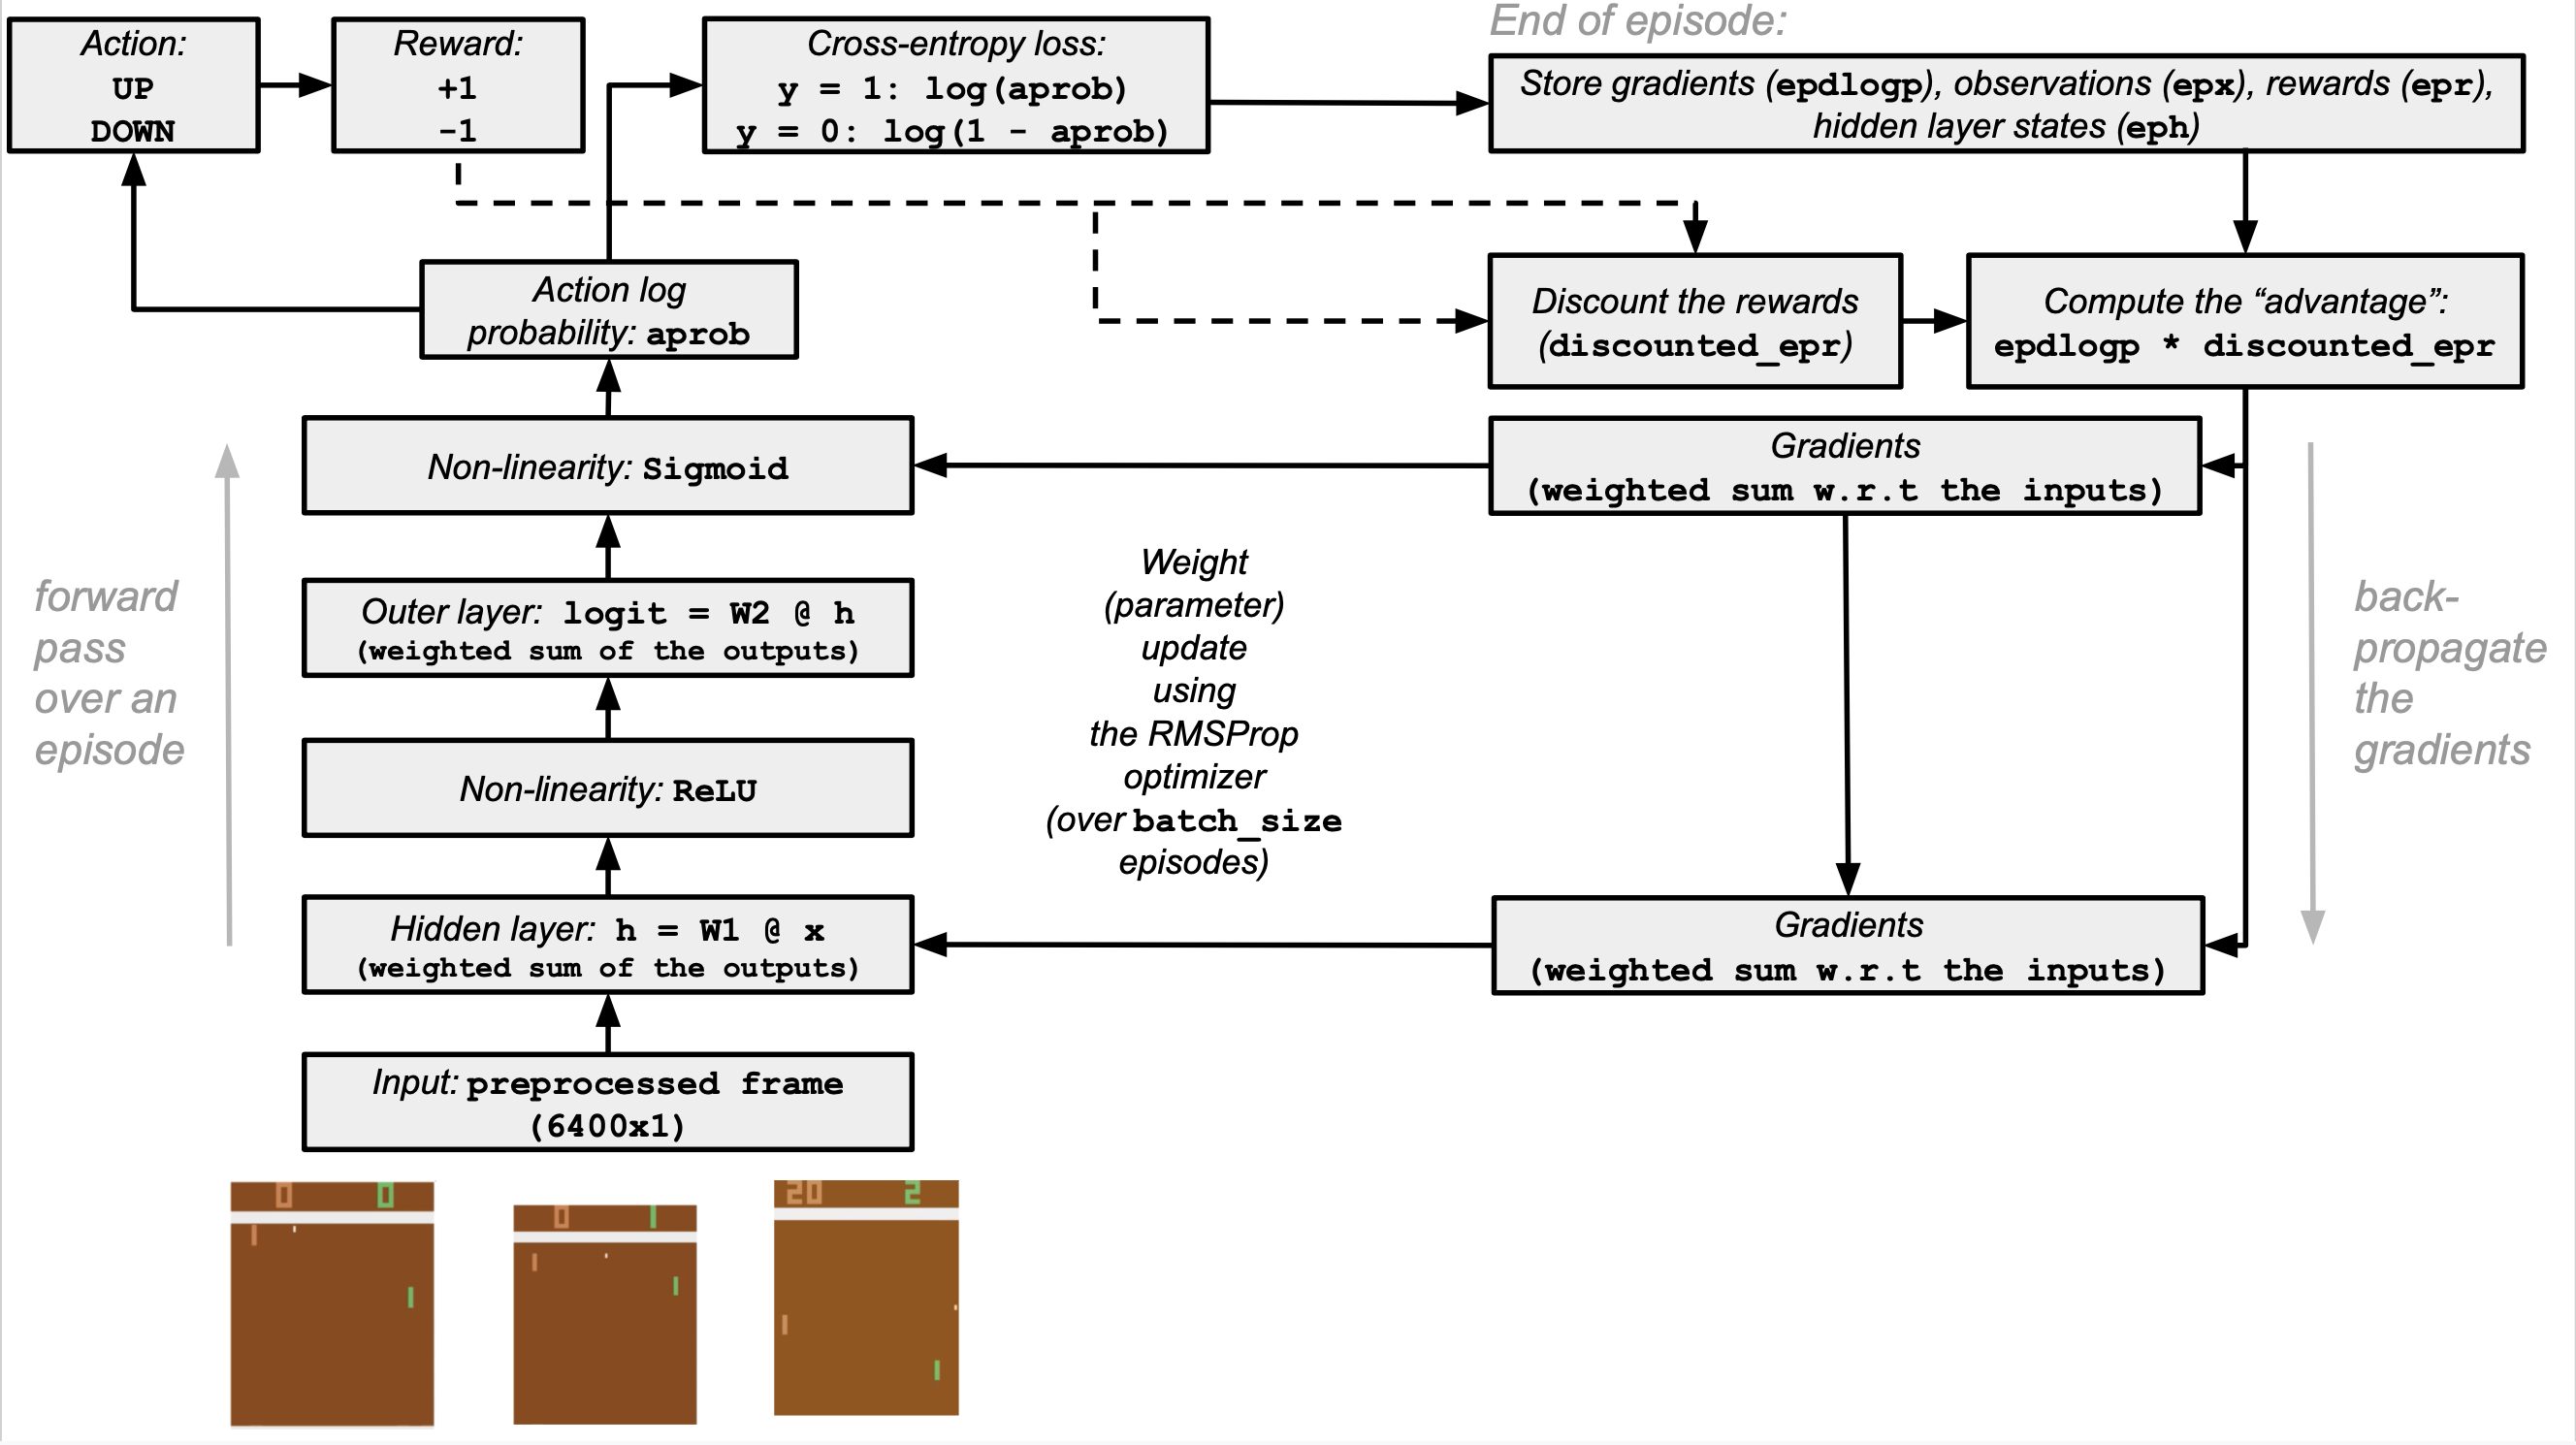 Action:
UP
DOWN
Reward:
+1
-1
Cross-entropy loss:
y = 1: log(aprob)
y = 0: log(1 - aprob)
End of episode:
Store gradients (epdlogp), observations (epx), rewards (epr),
hidden layer states (eph)
Action log
probability: aprob
Discount the rewards
(discounted_epr)
Compute the “advantage”:
epdlogp * discounted_epr
Non-linearity: Sigmoid
Gradients
(weighted sum w.r.t the inputs)
forward
pass
over an
episode
Outer layer: logit = W2 @ h
(weighted sum of the outputs)
Weight
(parameter)
update
using
the RMSProp
optimizer
(over batch_size
episodes)
back-
propagate
the
gradients
Non-linearity: ReLU
Hidden layer: h = W1 @ x
(weighted sum of the outputs)
Gradients
(weighted sum w.r.t the inputs)
Input: preprocessed frame
(6400x1)
0 0
0 1
20 2